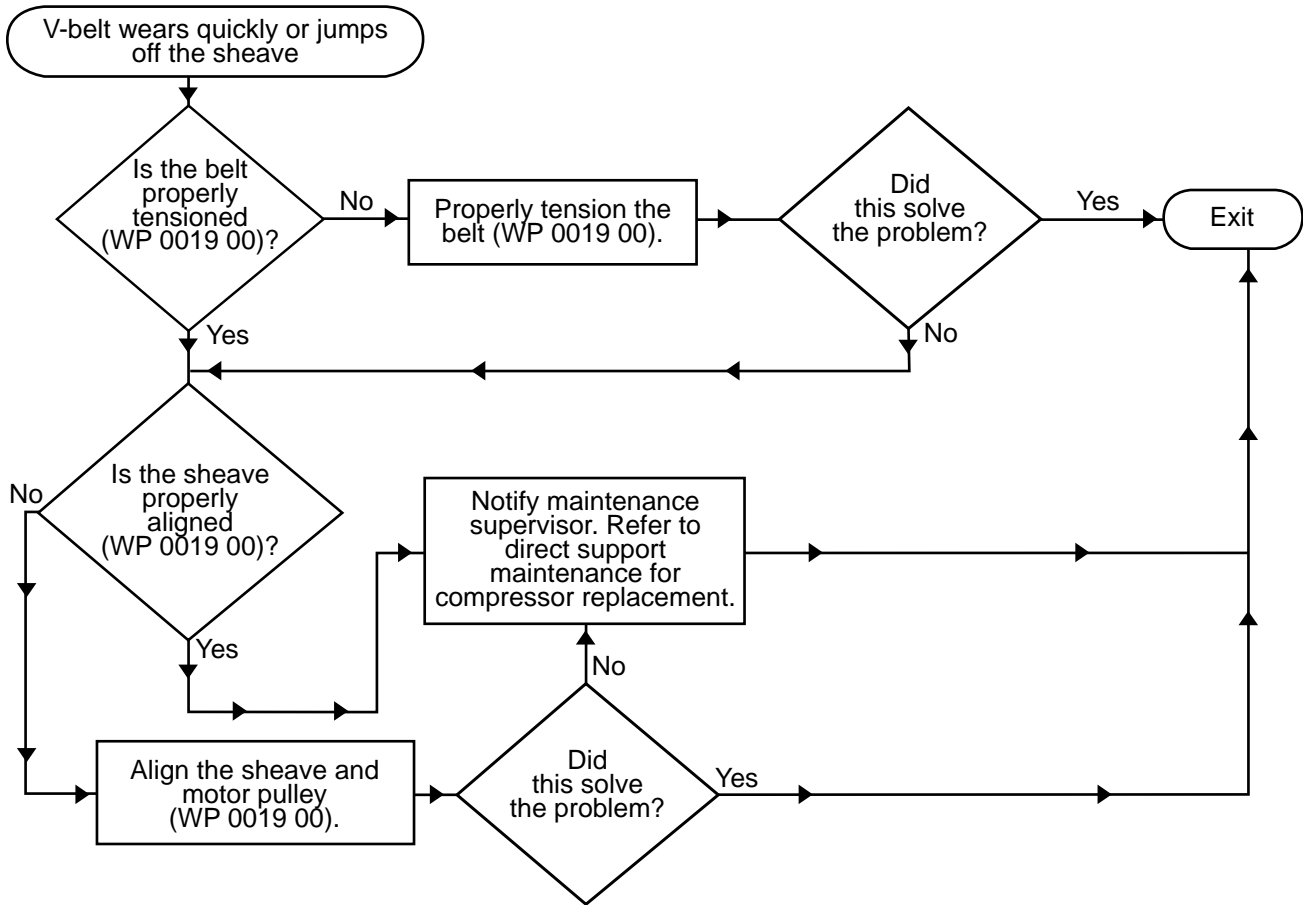 V-belt wears quickly or jumps
off the sheave
Is the belt
properly
tensioned
(WP 0019 00)?
No
Properly tension the
belt (WP 0019 00).
Did
this solve
the problem?
Yes
Exit
Yes
No
Is the sheave
properly
aligned
(WP 0019 00)?
No
Notify maintenance
supervisor. Refer to
direct support
maintenance for
compressor replacement.
Yes
No
Align the sheave and
motor pulley
(WP 0019 00).
Did
this solve
the problem?
Yes